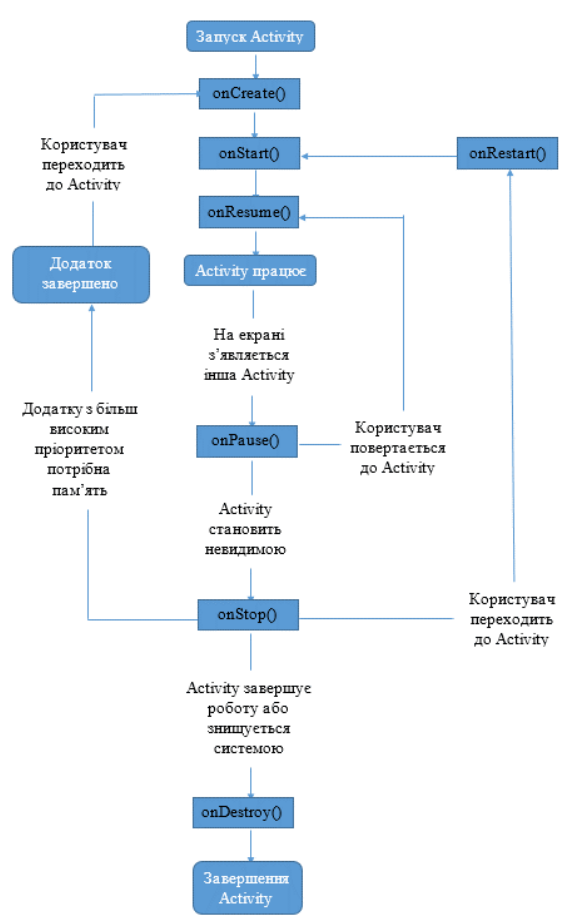 Запуск Activity
onCreate()
Користувач
переходить
до Activity
onStart()
onRestart()
onResume()
Додаток
завершено
Activity працює
На екрані
з’являється
інша Activity
Додатку з більш
високим
пріоритетом
потрібна
пам’ять
onPause()
Користувач
повертається
до Activity
Activity
становить
невидимою
onStop()
Користувач
переходить
до Activity
Activity завершує
роботу або
знищується
системою
onDestroy()
Завершення
Activity